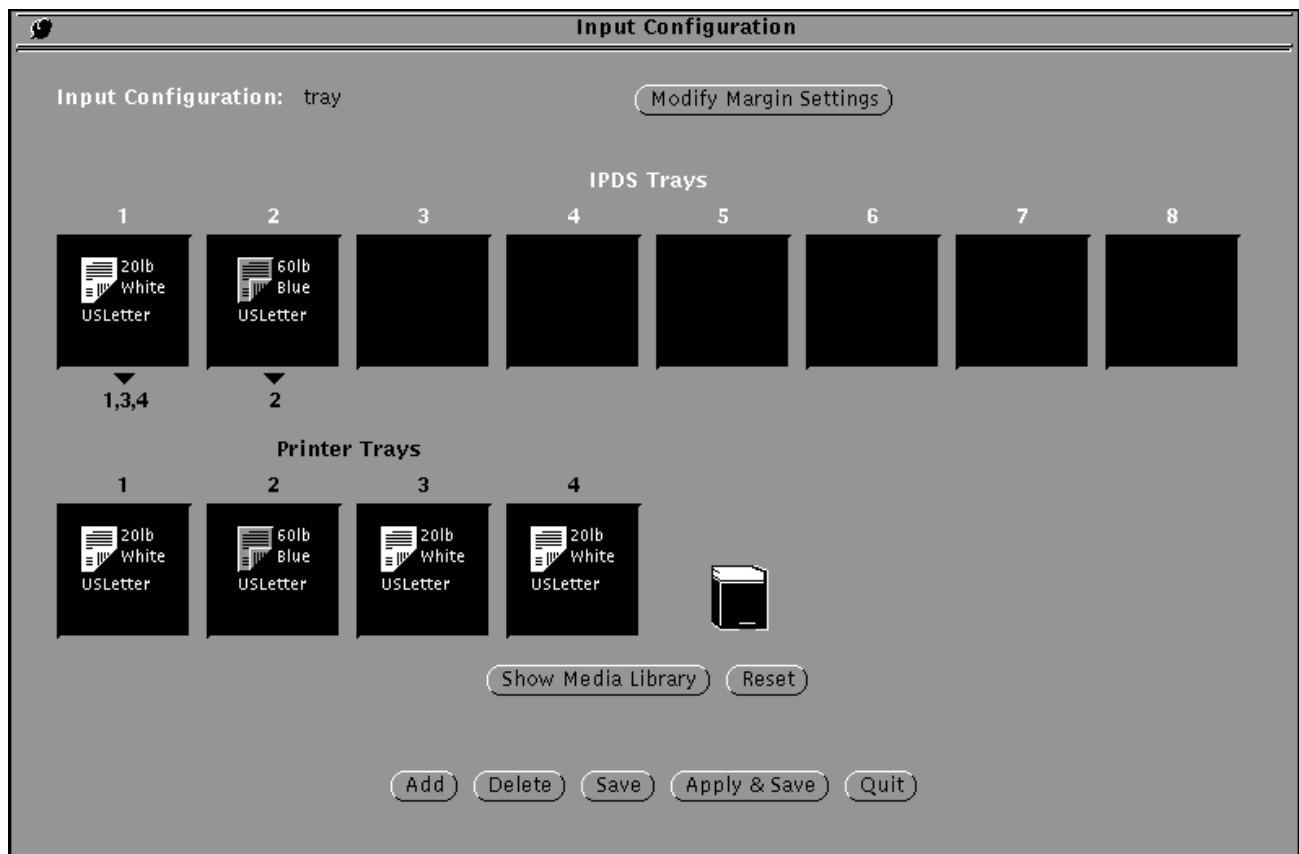 Input Configuration
Input Configuration: tray
Modify Margin Settings
IPDS Trays
1 2 3 4 5 6 7 8
20lb 60lb
White Blue
USLetter USLetter
1,3,4 2
Printer Trays
1 2 3 4
20lb 60lb 20lb 20lb
White Blue White White
USLetter USLetter USLetter USLetter
Show Media Library Reset
Add Delete Save Apply & Save Quit